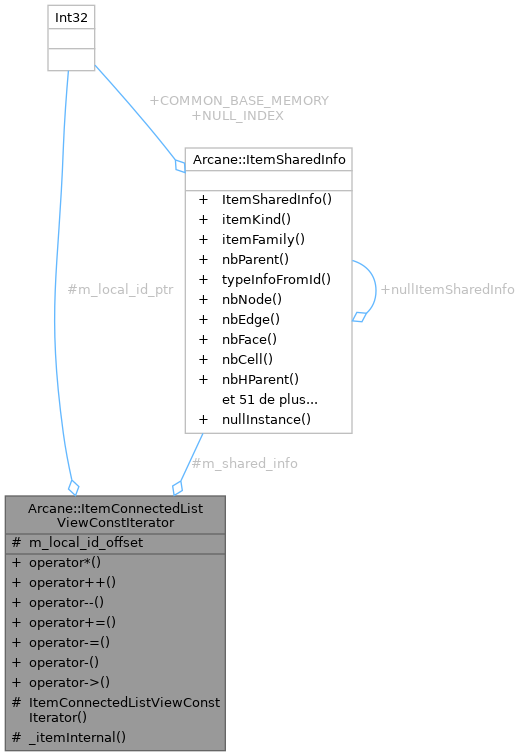 Int32
+COMMON_BASE_MEMORY
+NULL_INDEX
Arcane::ItemSharedInfo
+ ItemSharedInfo()
+ itemKind()
+ itemFamily()
+ nbParent()
+ typeInfoFromId()
+ nbNode()
+ nbEdge()
+ nbFace()
+ nbCell()
+ nbHParent()
et 51 de plus...
+ nullInstance()
#m_local_id_ptr
+nullItemSharedInfo
#m_shared_info
Arcane::ItemConnectedList
ViewConstIterator
# m_local_id_offset
+ operator*()
+ operator++()
+ operator--()
+ operator+=()
+ operator-=()
+ operator-()
+ operator->()
# ItemConnectedListViewConst
Iterator()
# _itemInternal()